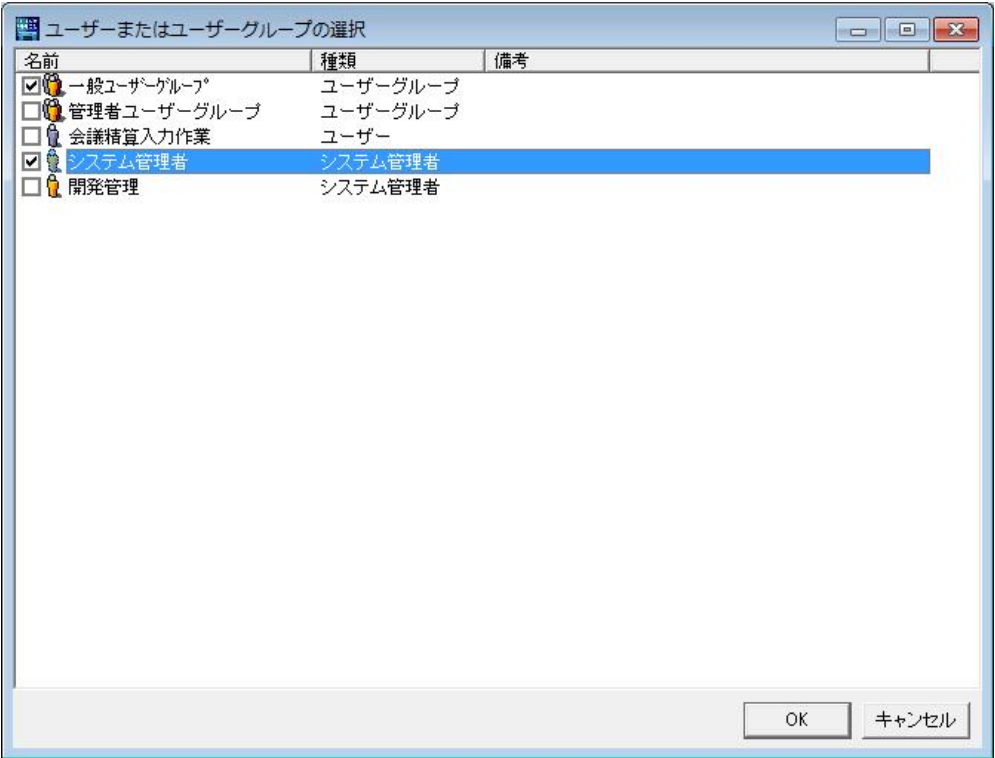 ユーザーまたはユーザーグループの選択
名前 種類 備考
一般ﾕｰｻﾞｰｸﾞﾙｰﾌﾟ ユーザーグループ
管理者ユーザーグループ ユーザーグループ
会議精算入力作業 ユーザー
システム管理者 システム管理者
開発管理 システム管理者
OK キャンセル